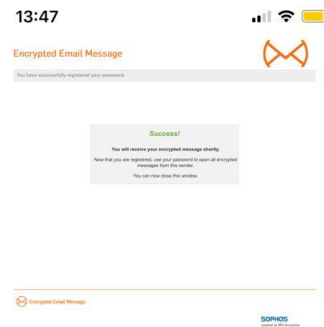 13:47
Encrypted Email Message
You have successfully registered your password.
Success!
You will receive your encrypted message shortly.
Now that you are registered, use your password to open all encrypted
messages from this sender.
You can now close this window.
Encrypted Email Message
SOPHOS